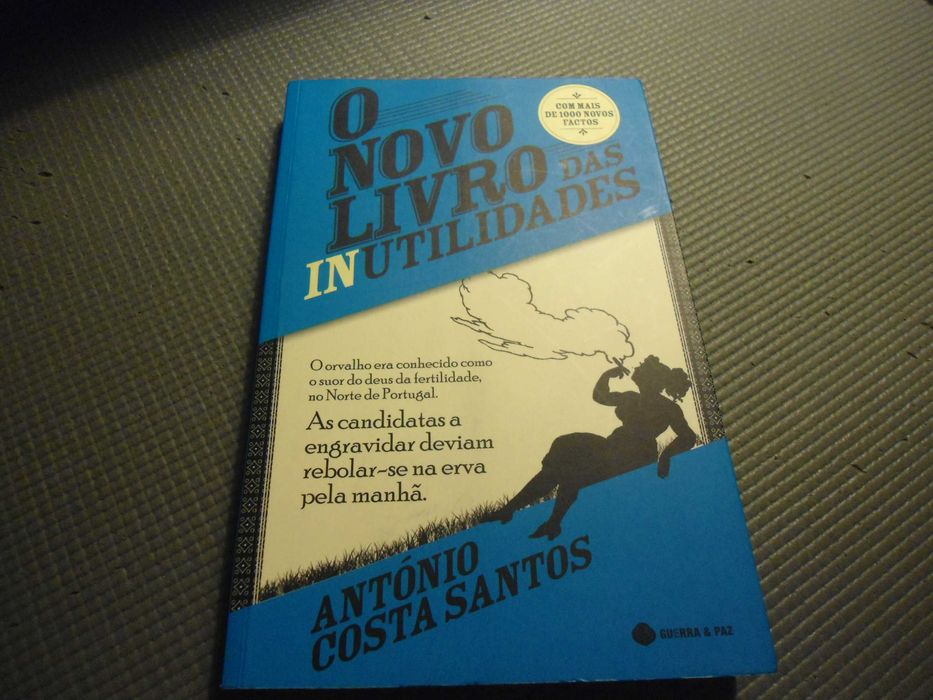 O
NOVO
LIVRO DAS
INUTILIDADES
COM MAIS
DE 1000 NOVOS
FACTOS
O orvalho era conhecido como
o suor do deus da fertilidade,
no Norte de Portugal.
As candidatas a
engravidar deviam
rebolar-se na erva
pela manhã.
ANTÓNIO
COSTA SANTOS
GUERRA & PAZ